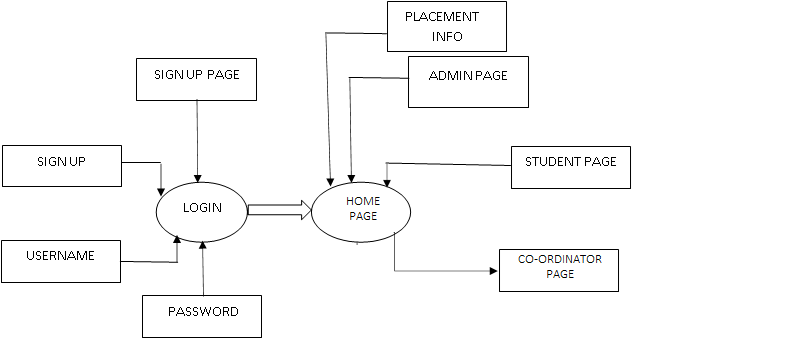 PLACEMENT
INFO
ADMIN PAGE
SIGN UP PAGE
SIGN UP
STUDENT PAGE
LOGIN
HOME
PAGE
USERNAME
CO-ORDINATOR
PAGE
PASSWORD